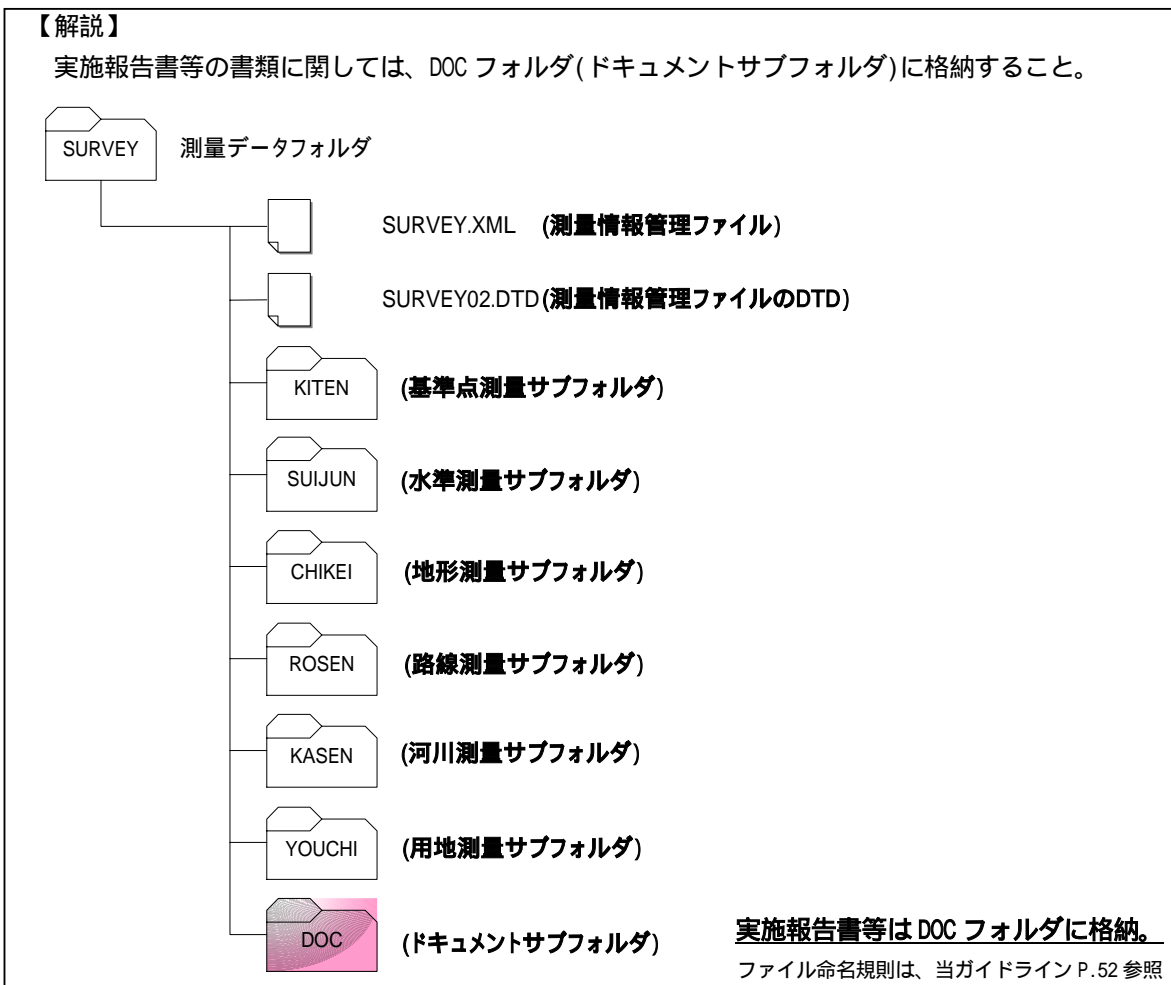 【解説】
実施報告書等の書類に関しては、DOC フォルダ(ドキュメントサブフォルダ)に格納すること。
SURVEY 測量データフォルダ
SURVEY.XML (測量情報管理ファイル)
SURVEY02.DTD(測量情報管理ファイルのDTD)
KITEN (基準点測量サブフォルダ)
SUIJUN (水準測量サブフォルダ)
CHIKEI (地形測量サブフォルダ)
ROSEN (路線測量サブフォルダ)
KASEN (河川測量サブフォルダ)
YOUCHI (用地測量サブフォルダ)
DOC (ドキュメントサブフォルダ) 実施報告書等は DOC フォルダに格納。
ファイル命名規則は、当ガイドライン P.52 参照